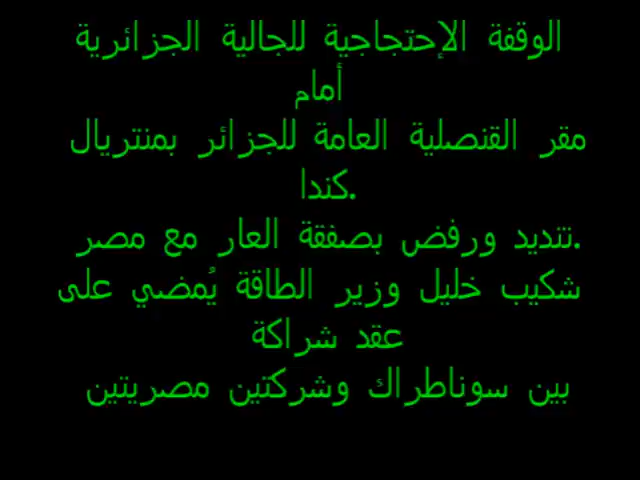 الوقفة الإحتجاجية للجالية الجزائرية
أمام
مقر القنصلية العامة للجزائر بمنتريال
كندا.
تنديد ورفض بصفقة العار مع مصر.
شكيب خليل وزير الطاقة يُمضي على
عقد شراكة
بين سوناطراك وشركتين مصريتين